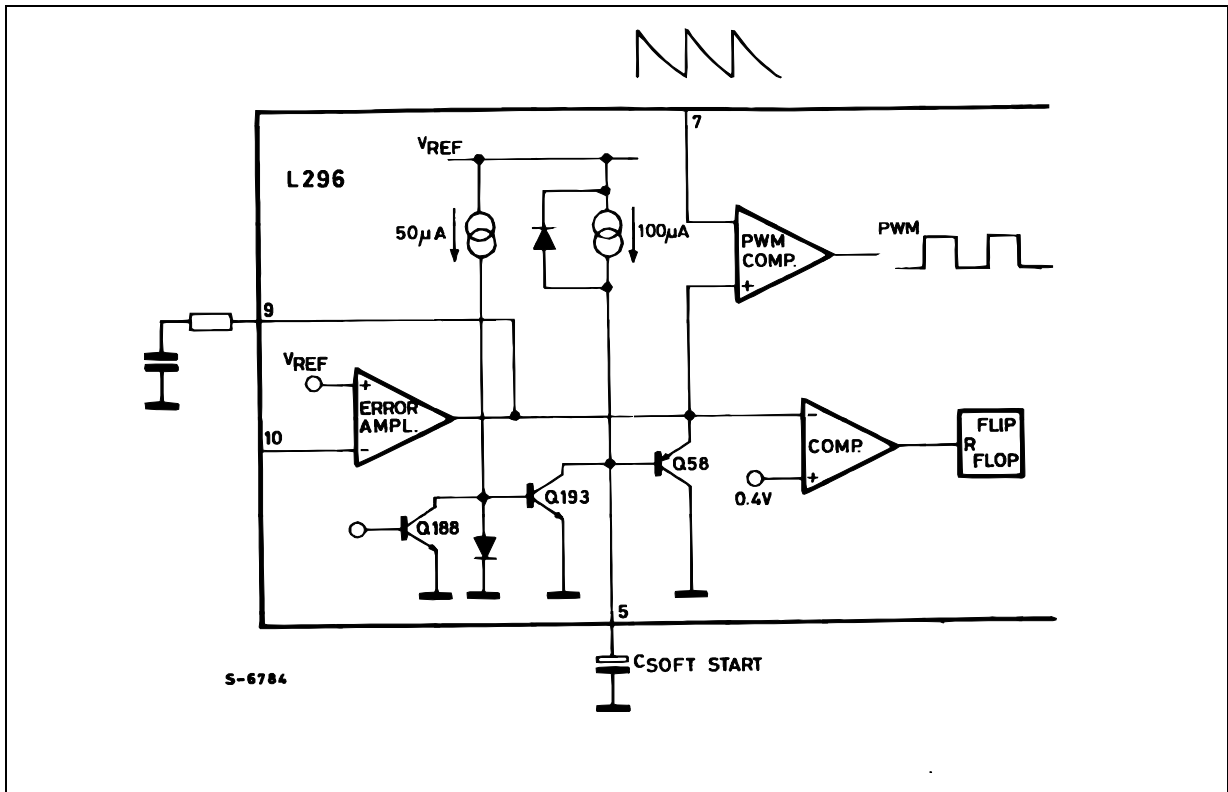 7
VREF
L296
50µA
100µA
PWM
COMP.
+
PWM
9
VREF
+
ERROR
AMPL.
-
10
-
COMP.
+
0.4V
FLIP
R
FLOP
Q58
Q193
Q188
5
CSOFT START
S-6784